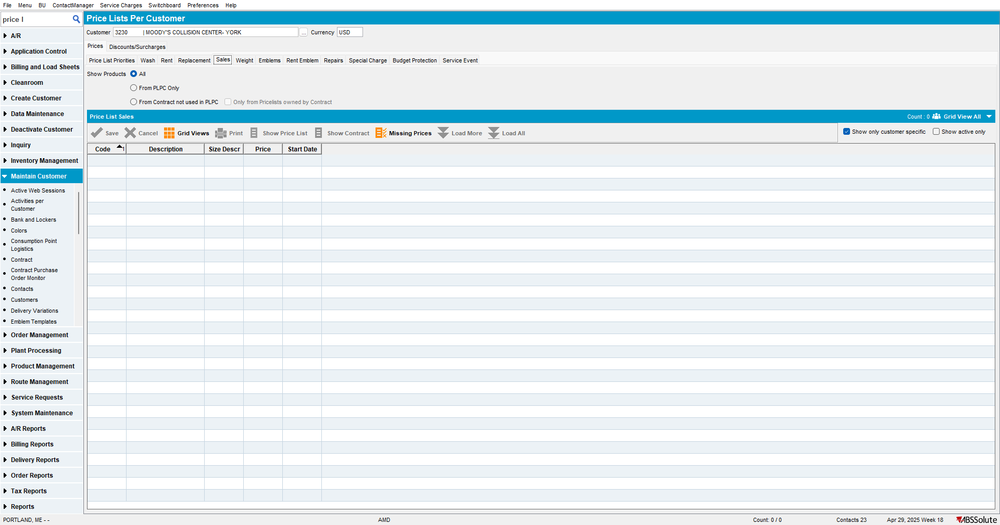 File Menu BU ContactManager Service Charges Switchboard Preferences Help
price l
Price Lists Per Customer
Customer 3230 | MOODY'S COLLISION CENTER- YORK ... Currency USD
Prices Discounts/Surcharges
Price List Priorities Wash Rent Replacement Sales Weight Emblems Rent Emblem Repairs Special Charge Budget Protection Service Event
Show Products All
From PLPC Only
From Contract not used in PLPC Only from Pricelists owned by Contract
Price List Sales Count : 0 Grid View All
Save Cancel Grid Views Print Show Price List Show Contract Missing Prices Load More Load All Show only customer specific Show active only
Code 1 Description Size Descr Price Start Date
A/R
Application Control
Billing and Load Sheets
Cleanroom
Create Customer
Data Maintenance
Deactivate Customer
Inquiry
Inventory Management
Maintain Customer
Active Web Sessions
Activities per
Customer
Bank and Lockers
Colors
Consumption Point
Logistics
Contract
Contract Purchase
Order Monitor
Contacts
Customers
Delivery Variations
Emblem Templates
Order Management
Plant Processing
Product Management
Route Management
Service Requests
System Maintenance
A/R Reports
Billing Reports
Delivery Reports
Order Reports
Tax Reports
Reports
PORTLAND, ME - - AMD Count: 0 / 0 Contacts 23 Apr 29, 2025 Week 18 ABSSolute